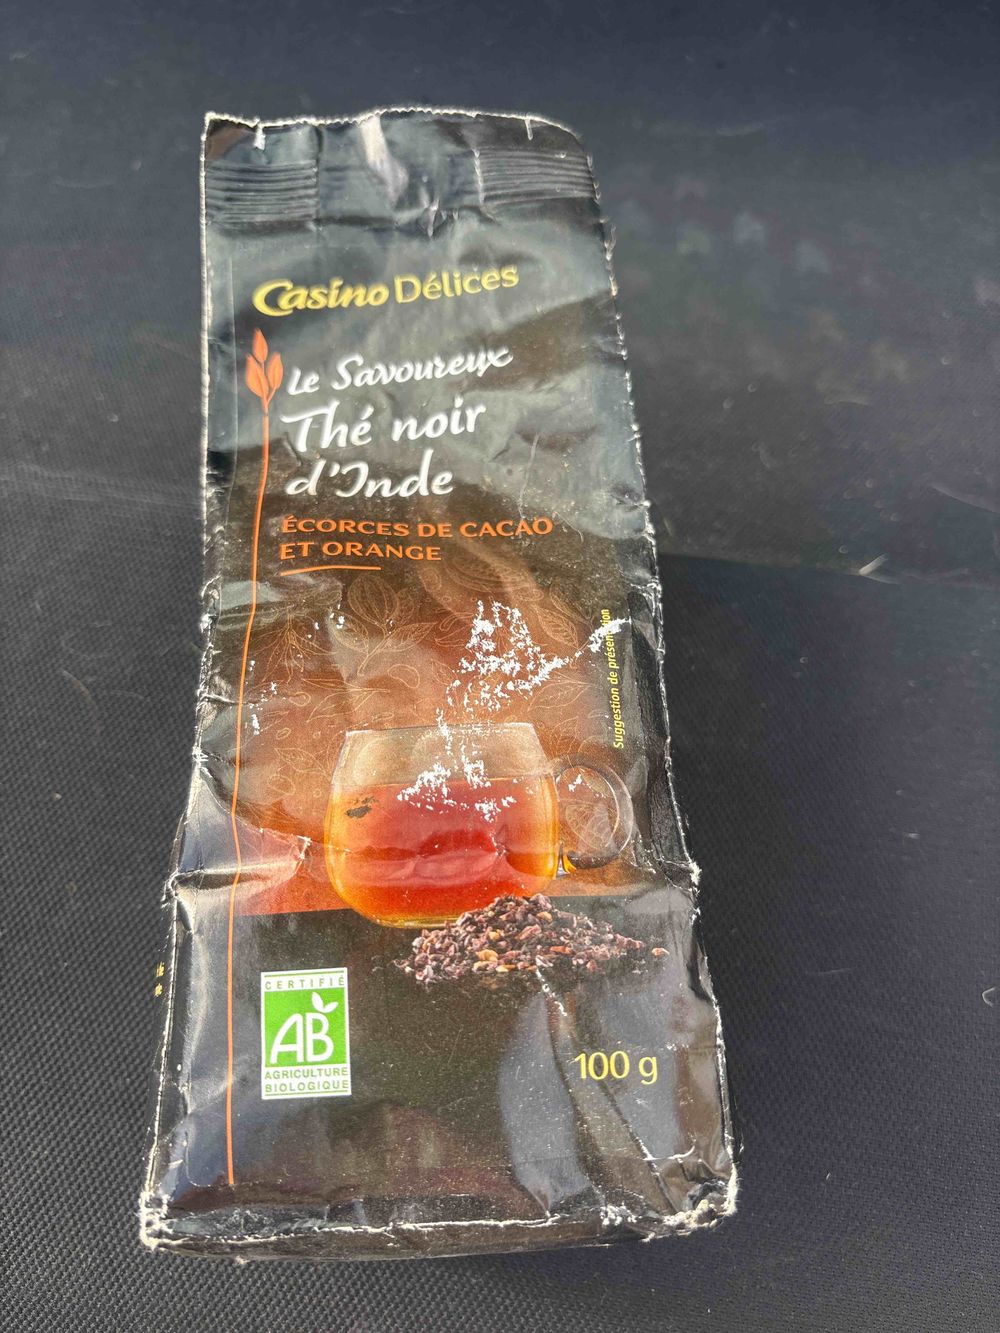 Casino Délices
Le Savoureux
Thé noir
d'Inde
ÉCORCES DE CACAO
ET ORANGE
Suggestion de présentation
CERTIFIÉ
AB
AGRICULTURE
BIOLOGIQUE
100 g